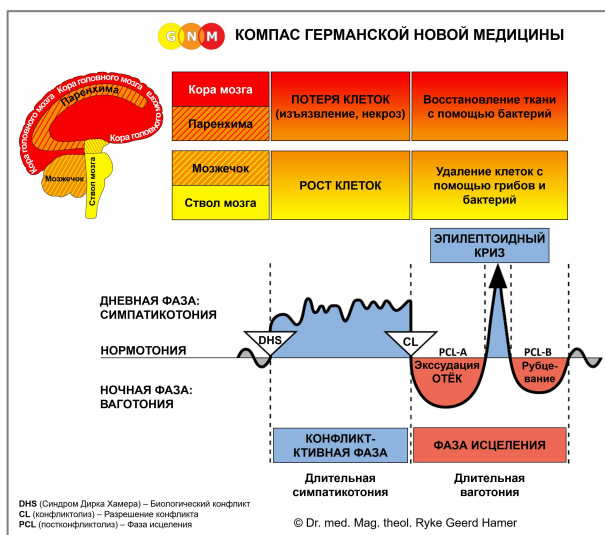 GNM КОМПАС ГЕРМАНСКОЙ НОВОЙ МЕДИЦИНЫ
Кора головного мозга
Кора головного мозга
Кора головного мозга
Кора головно
Паренхима
Мозжечок
Ствол мозга
Кора мозга
Паренхима
ПОТЕРЯ КЛЕТОК
(изъязвление, некроз)
Восстановление ткани
с помощью бактерий
Мозжечок
Ствол мозга
РОСТ КЛЕТОК
Удаление клеток с
помощью грибов и
бактерий
ЭПИЛЕПТОИДНЫЙ
КРИЗ
ДНЕВНАЯ ФАЗА:
СИМПАТИКОТОНИЯ
DHS
CL
НОРМОТОНИЯ
PCL-A
Экссудация
ОТЁК
PCL-B
Рубце-
вание
НОЧНАЯ ФАЗА:
ВАГОТОНИЯ
КОНФЛИКТ-
КТИВНАЯ ФАЗА
ФАЗА ИСЦЕЛЕНИЯ
Длительная
симпатикотония
Длительная
ваготония
DHS (Синдром Дирка Хамера) – Биологический конфликт
CL (конфликтолиз) – Разрешение конфликта
PCL (постконфликтолиз) – Фаза исцеления
© Dr. med. Mag. theol. Ryke Geerd Hamer